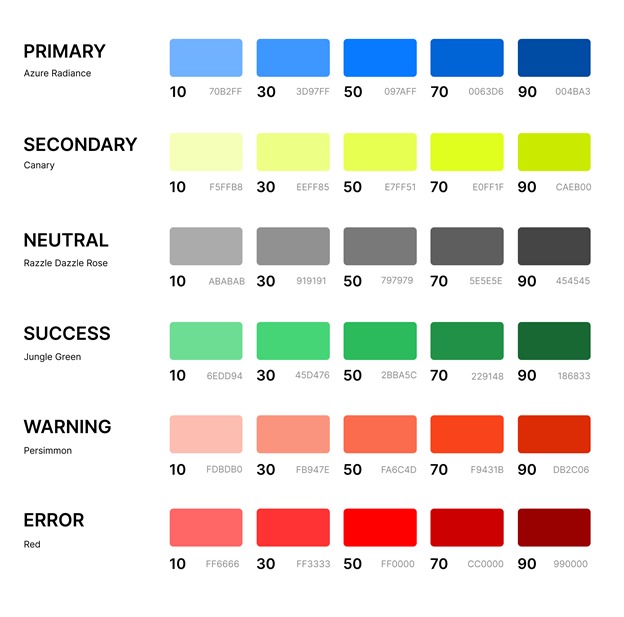 PRIMARY
Azure Radiance
10 70B2FF 30 3D97FF 50 097AFF 70 0063D6 90 004BA3
SECONDARY
Canary
10 F5FFB8 30 EEFF85 50 E7FF51 70 E0FF1F 90 CAEB00
NEUTRAL
Razzle Dazzle Rose
10 ABABAB 30 919191 50 797979 70 5E5E5E 90 454545
SUCCESS
Jungle Green
10 6EDD94 30 45D476 50 2BBA5C 70 229148 90 186833
WARNING
Persimmon
10 FDBDB0 30 FB947E 50 FA6C4D 70 F9431B 90 DB2C06
ERROR
Red
10 FF6666 30 FF3333 50 FF0000 70 CC0000 90 990000